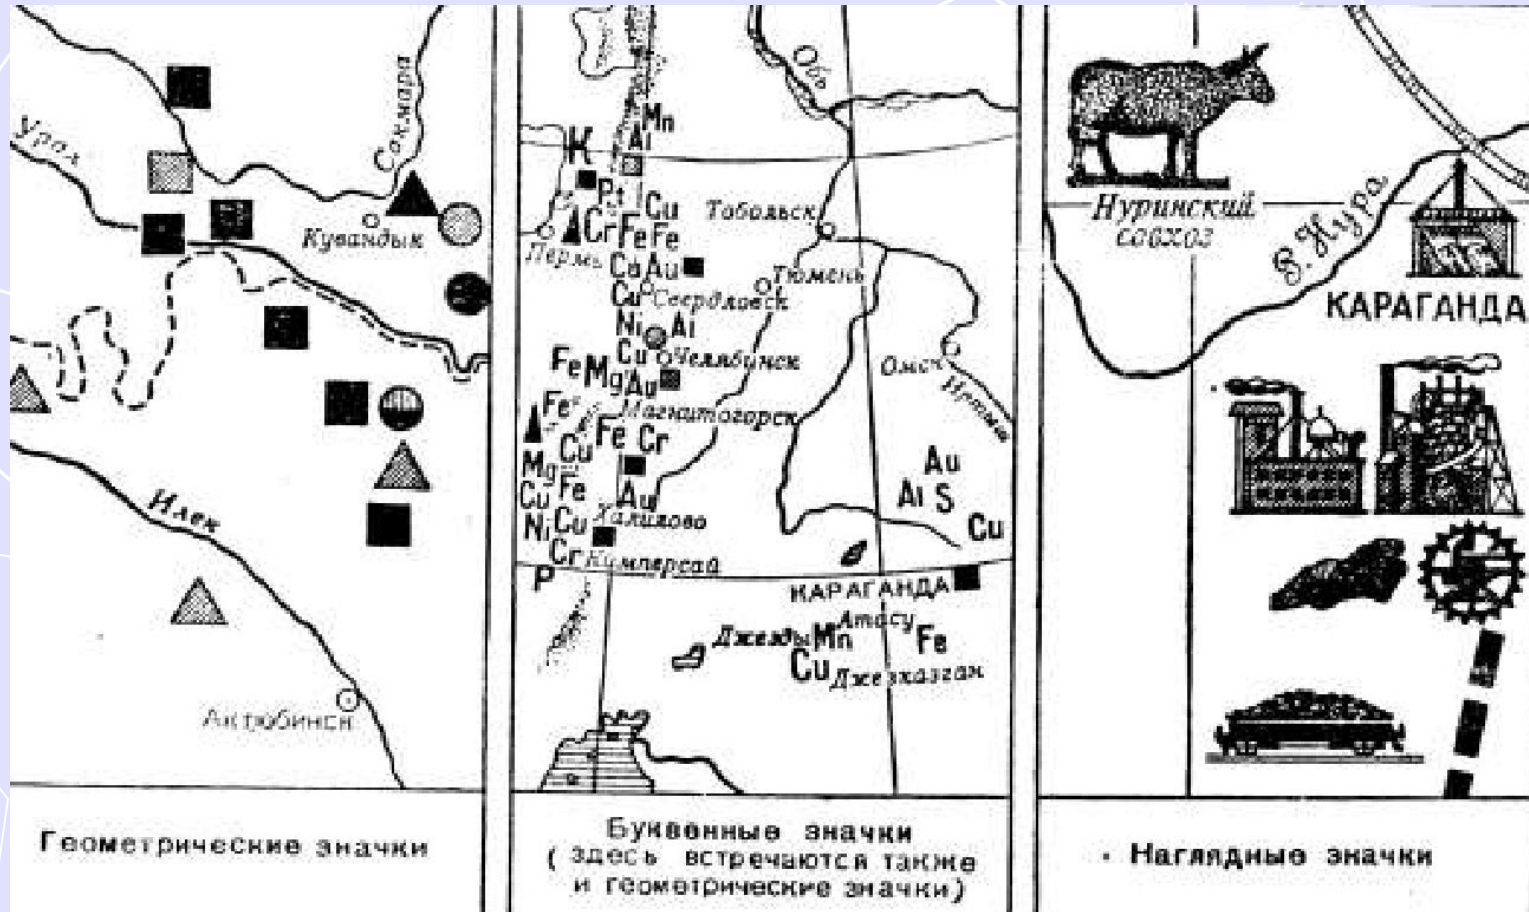 Урал
Сакмара
Кувандык
Илек
Актюбинск
Геометрические значки
Обь
Mn
Al
К
Pt
Cu
Тобольск
Cr Fe Fe
Пермь
Au
Тюмень
Cu Свердловск
Ni Al
Cu Челябинск
Fe Mg Au
Омск
Иртыш
Магнитогорск
Fe
Fe Cr
Cu
Mg
Au
Al S
Cu Fe
Au
Cu
Халилово
Ni Cu
Cr Кимперсай
P
КАРАГАНДА
Атасу
Джезды Mn
Fe
Cu Джезказган
Буквенные значки
( здесь встречаются также
и геометрические значки)
Нуринский
совхоз
Р. Нура
КАРАГАНДА
Наглядные значки